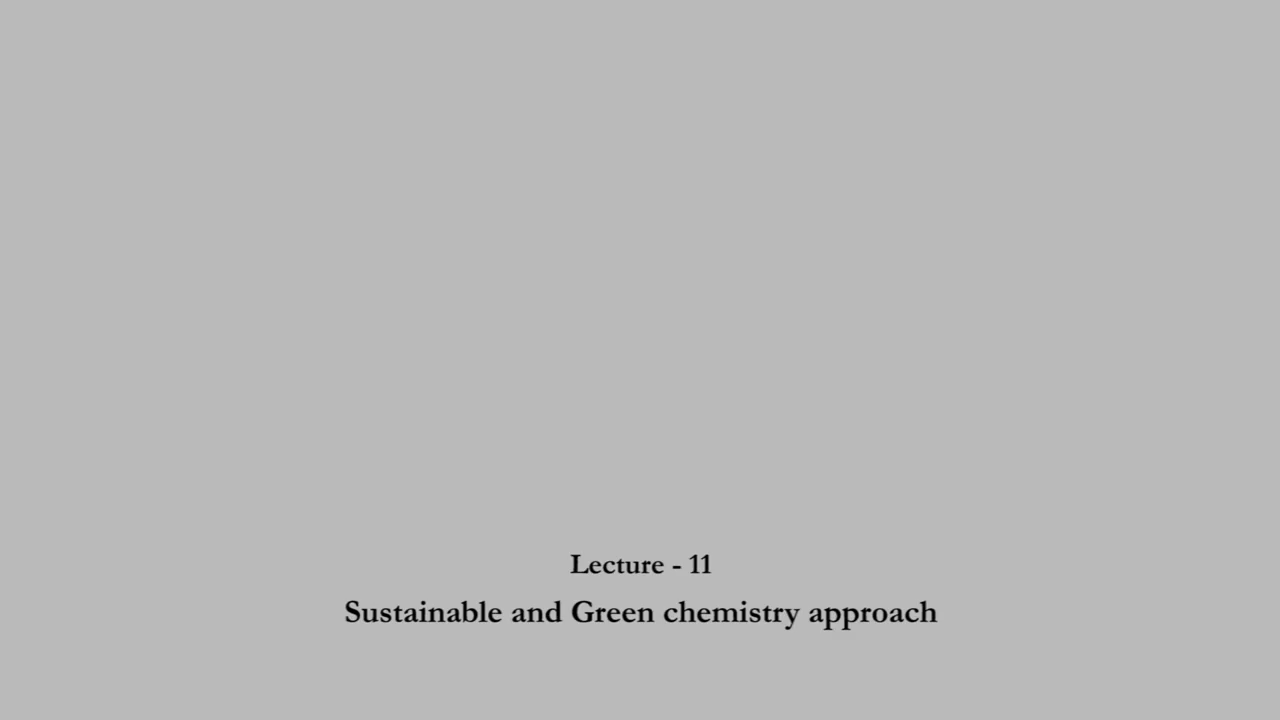 Lecture - 11
Sustainable and Green chemistry approach